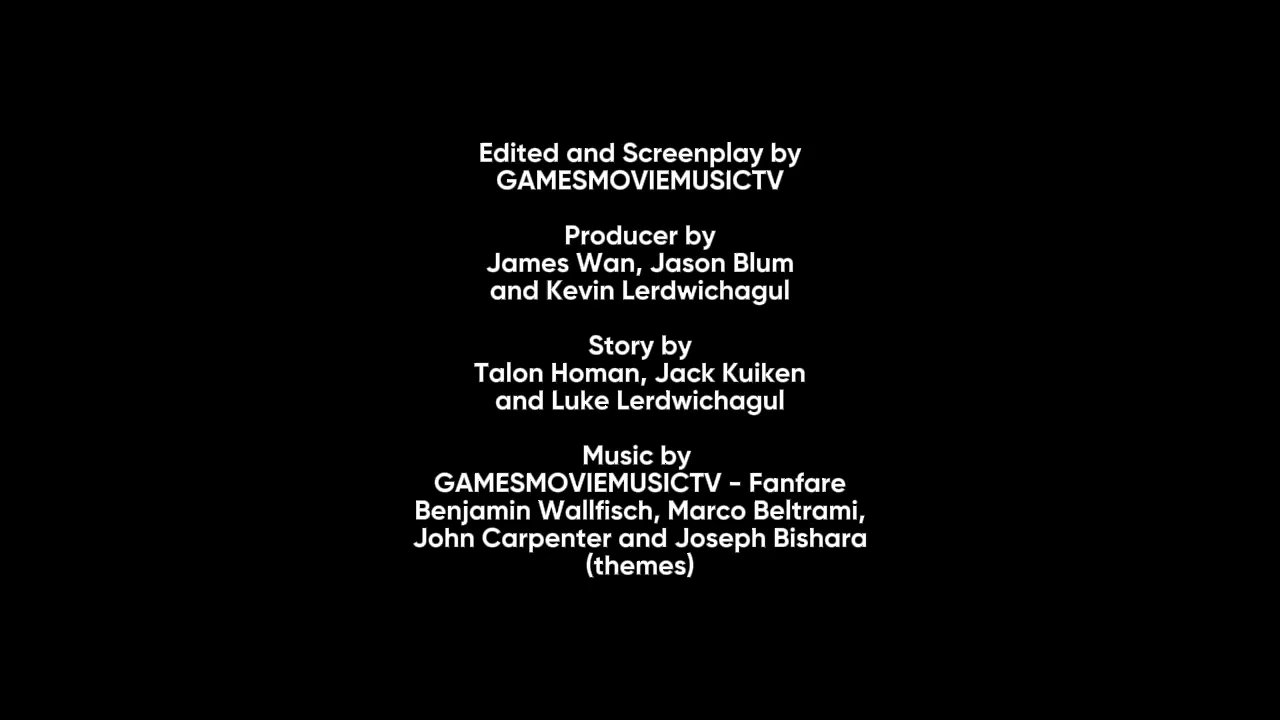 Edited and Screenplay by
GAMESMOVIEMUSICTV
Producer by
James Wan, Jason Blum
and Kevin Lerdwichagul
Story by
Talon Homan, Jack Kuiken
and Luke Lerdwichagul
Music by
GAMESMOVIEMUSICTV - Fanfare
Benjamin Wallfisch, Marco Beltrami,
John Carpenter and Joseph Bishara
(themes)